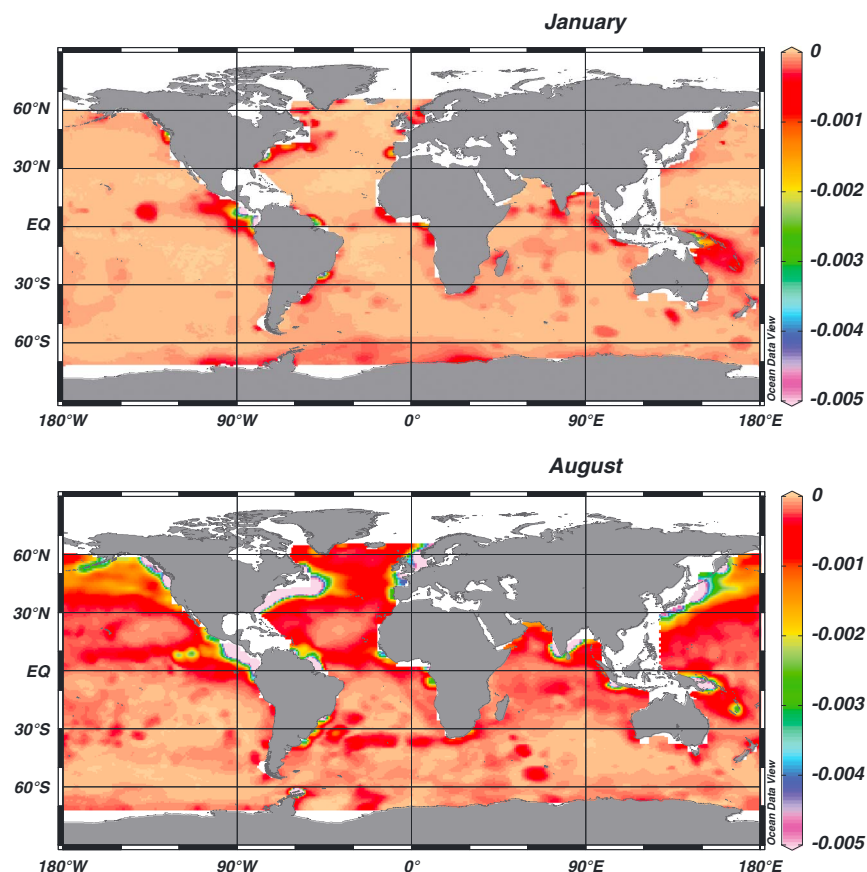 January
60°N
30°N
EQ
30°S
60°S
180°W
90°W
0°
90°E
180°E
0
-0.001
-0.002
-0.003
-0.004
-0.005
Ocean Data View
August
60°N
30°N
EQ
30°S
60°S
180°W
90°W
0°
90°E
180°E
0
-0.001
-0.002
-0.003
-0.004
-0.005
Ocean Data View